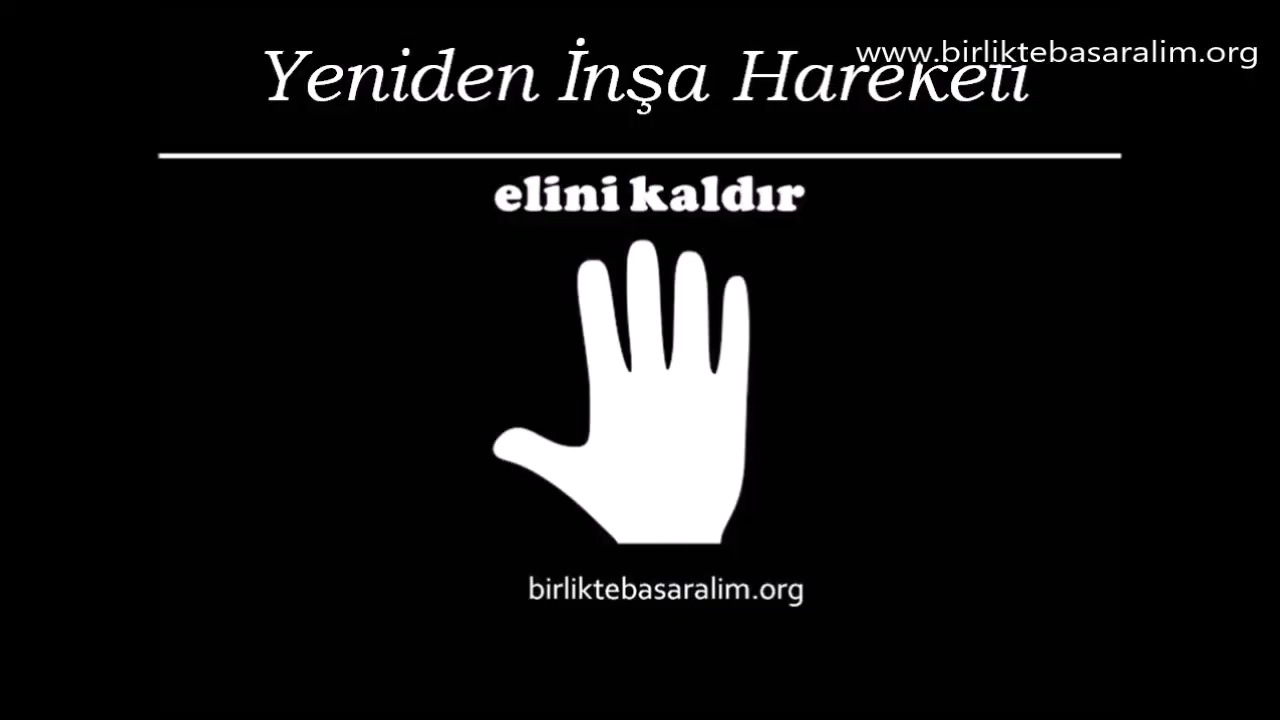 www.birliktebasaralim.org
Yeniden İnşa Hareketi
elini kaldır
birliktebasaralim.org